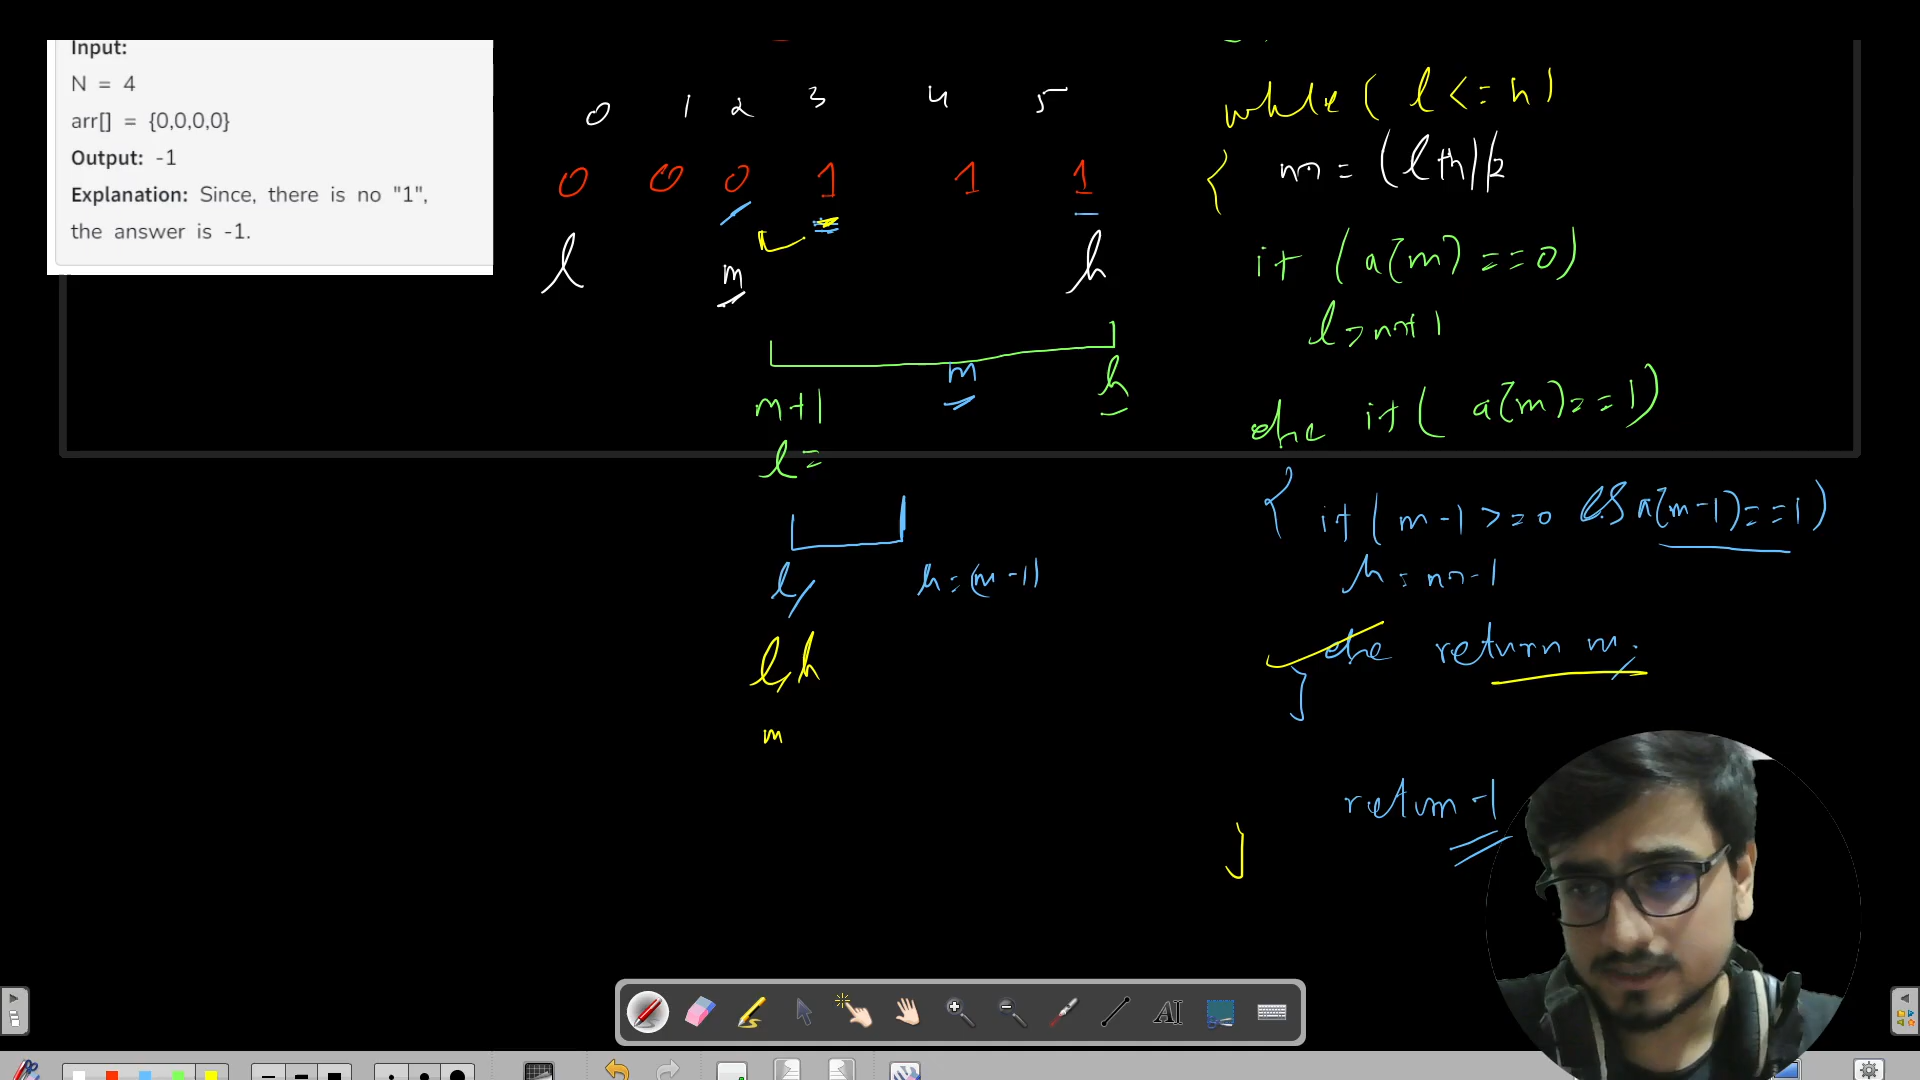 Input:
N = 4
arr[] = {0,0,0,0}
Output: -1
Explanation: Since, there is no "1",
the answer is -1.
0 1 2 3 4 5
0 0 0 1 1 1
l m h
m h
m+1
l =
l h = (m-1)
l, h
m
while ( l <= h )
{ m = (l+h)/2
if (a[m] == 0)
l = m+1
else if ( a[m] == 1)
{ if ( m-1 >= 0 && a[m-1] == 1)
h = m-1
else return m;
}
return -1
}
AI